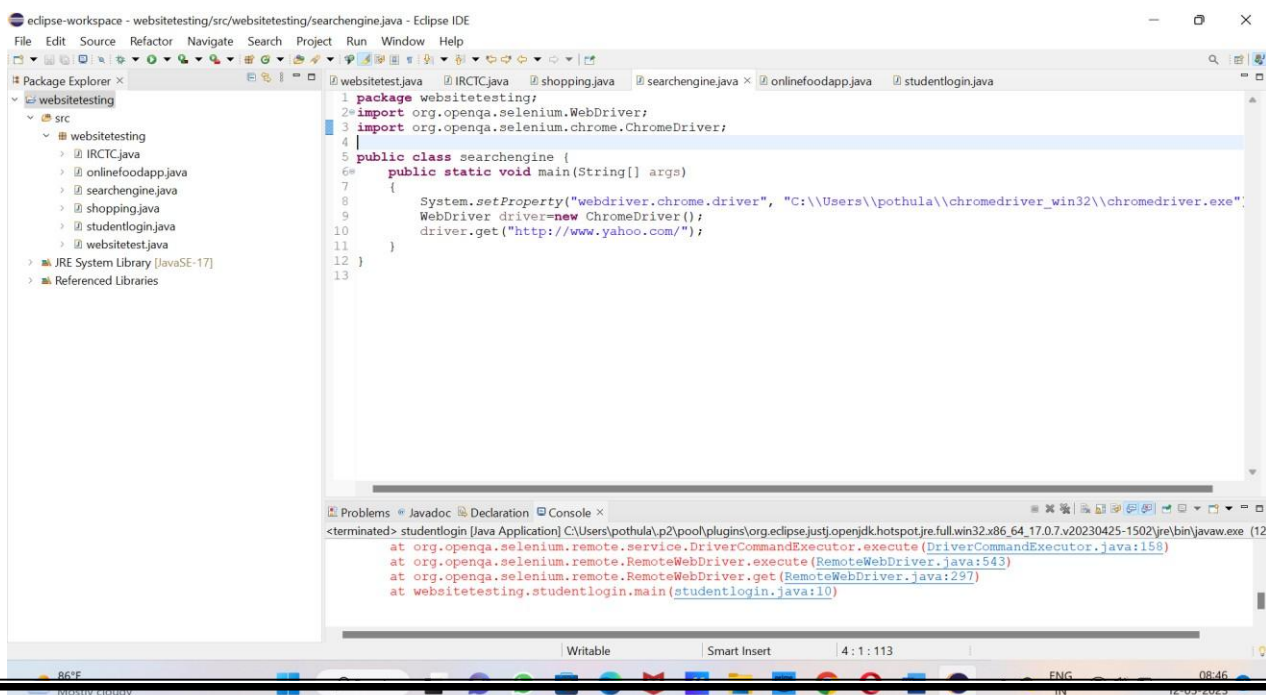 eclipse-workspace - websitetesting/src/websitetesting/searchengine.java - Eclipse IDE
File Edit Source Refactor Navigate Search Project Run Window Help
Package Explorer ×
websitetesting
src
websitetesting
IRCTC.java
onlinefoodapp.java
searchengine.java
shopping.java
studentlogin.java
websitetest.java
JRE System Library [JavaSE-17]
Referenced Libraries
websitetest.java IRCTC.java shopping.java searchengine.java × onlinefoodapp.java studentlogin.java
1 package websitetesting;
2 import org.openqa.selenium.WebDriver;
3 import org.openqa.selenium.chrome.ChromeDriver;
4
5 public class searchengine {
6 public static void main(String[] args)
7 {
8 System.setProperty("webdriver.chrome.driver", "C:\\Users\\pothula\\chromedriver_win32\\chromedriver.exe")
9 WebDriver driver=new ChromeDriver();
10 driver.get("http://www.yahoo.com/");
11 }
12 }
13
Problems Javadoc Declaration Console ×
<terminated> studentlogin [Java Application] C:\Users\pothula\.p2\pool\plugins\org.eclipse.justj.openjdk.hotspot.jre.full.win32.x86_64_17.0.7.v20230425-1502\jre\bin\javaw.exe (12
at org.openqa.selenium.remote.service.DriverCommandExecutor.execute(DriverCommandExecutor.java:158)
at org.openqa.selenium.remote.RemoteWebDriver.execute(RemoteWebDriver.java:543)
at org.openqa.selenium.remote.RemoteWebDriver.get(RemoteWebDriver.java:297)
at websitetesting.studentlogin.main(studentlogin.java:10)
Writable Smart Insert 4 : 1 : 113
86°F
Mostly cloudy
ENG
IN
08:46
12-05-2023